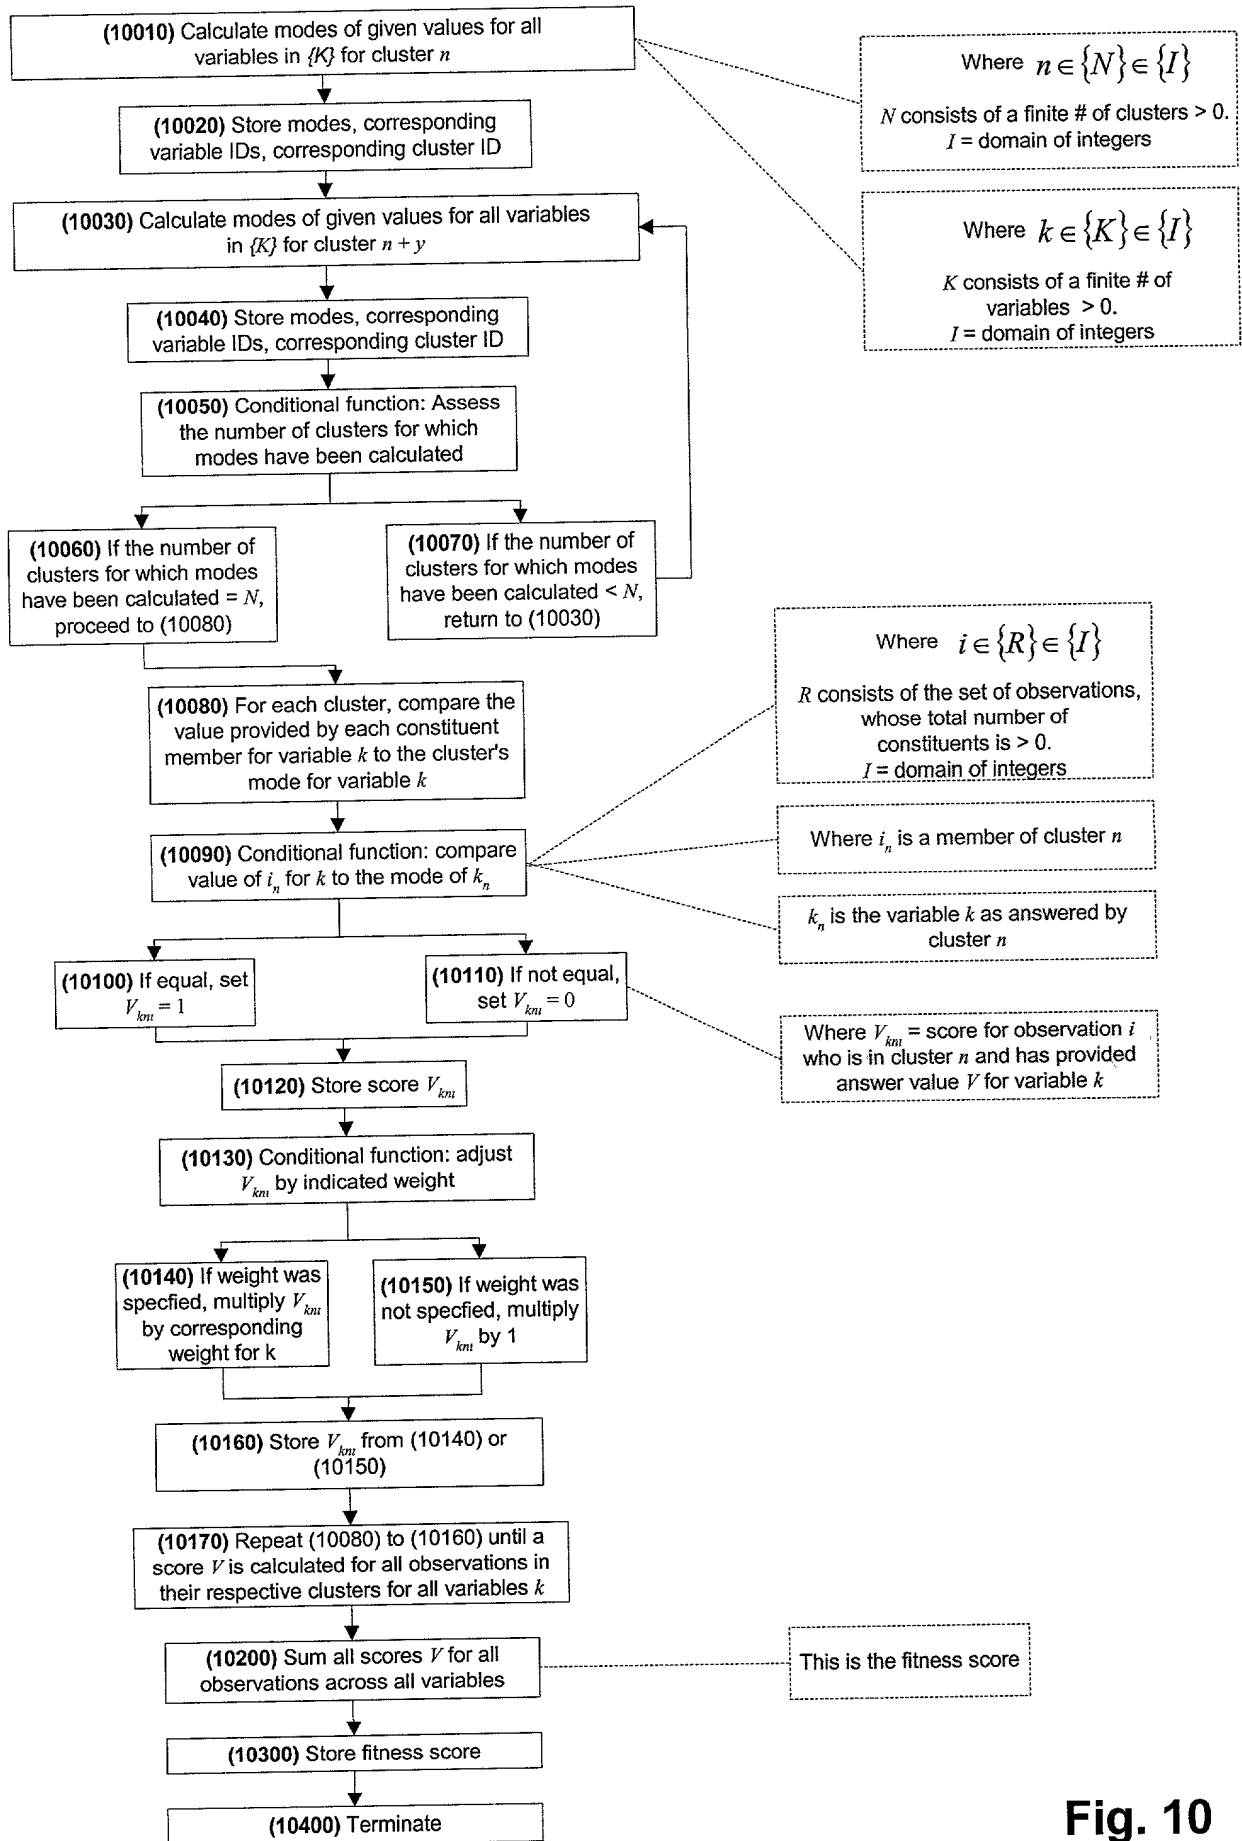 (10010) Calculate modes of given values for all
variables in {K} for cluster n
(10020) Store modes, corresponding
variable IDs, corresponding cluster ID
(10030) Calculate modes of given values for all variables
in {K} for cluster n + y
(10040) Store modes, corresponding
variable IDs, corresponding cluster ID
(10050) Conditional function: Assess
the number of clusters for which
modes have been calculated
(10060) If the number of
clusters for which modes
have been calculated = N,
proceed to (10080)
(10070) If the number of
clusters for which modes
have been calculated < N,
return to (10030)
(10080) For each cluster, compare the
value provided by each constituent
member for variable k to the cluster's
mode for variable k
(10090) Conditional function: compare
value of i_n for k to the mode of k_n
(10100) If equal, set
V_kni = 1
(10110) If not equal,
set V_kni = 0
(10120) Store score V_kni
(10130) Conditional function: adjust
V_kni by indicated weight
(10140) If weight was
specfied, multiply V_kni
by corresponding
weight for k
(10150) If weight was
not specfied, multiply
V_kni by 1
(10160) Store V_kni from (10140) or
(10150)
(10170) Repeat (10080) to (10160) until a
score V is calculated for all observations in
their respective clusters for all variables k
(10200) Sum all scores V for all
observations across all variables
(10300) Store fitness score
(10400) Terminate
Where n ∈ {N} ∈ {I}
N consists of a finite # of clusters > 0.
I = domain of integers
Where k ∈ {K} ∈ {I}
K consists of a finite # of
variables > 0.
I = domain of integers
Where i ∈ {R} ∈ {I}
R consists of the set of observations,
whose total number of
constituents is > 0.
I = domain of integers
Where i_n is a member of cluster n
k_n is the variable k as answered by
cluster n
Where V_kni = score for observation i
who is in cluster n and has provided
answer value V for variable k
This is the fitness score
Fig. 10